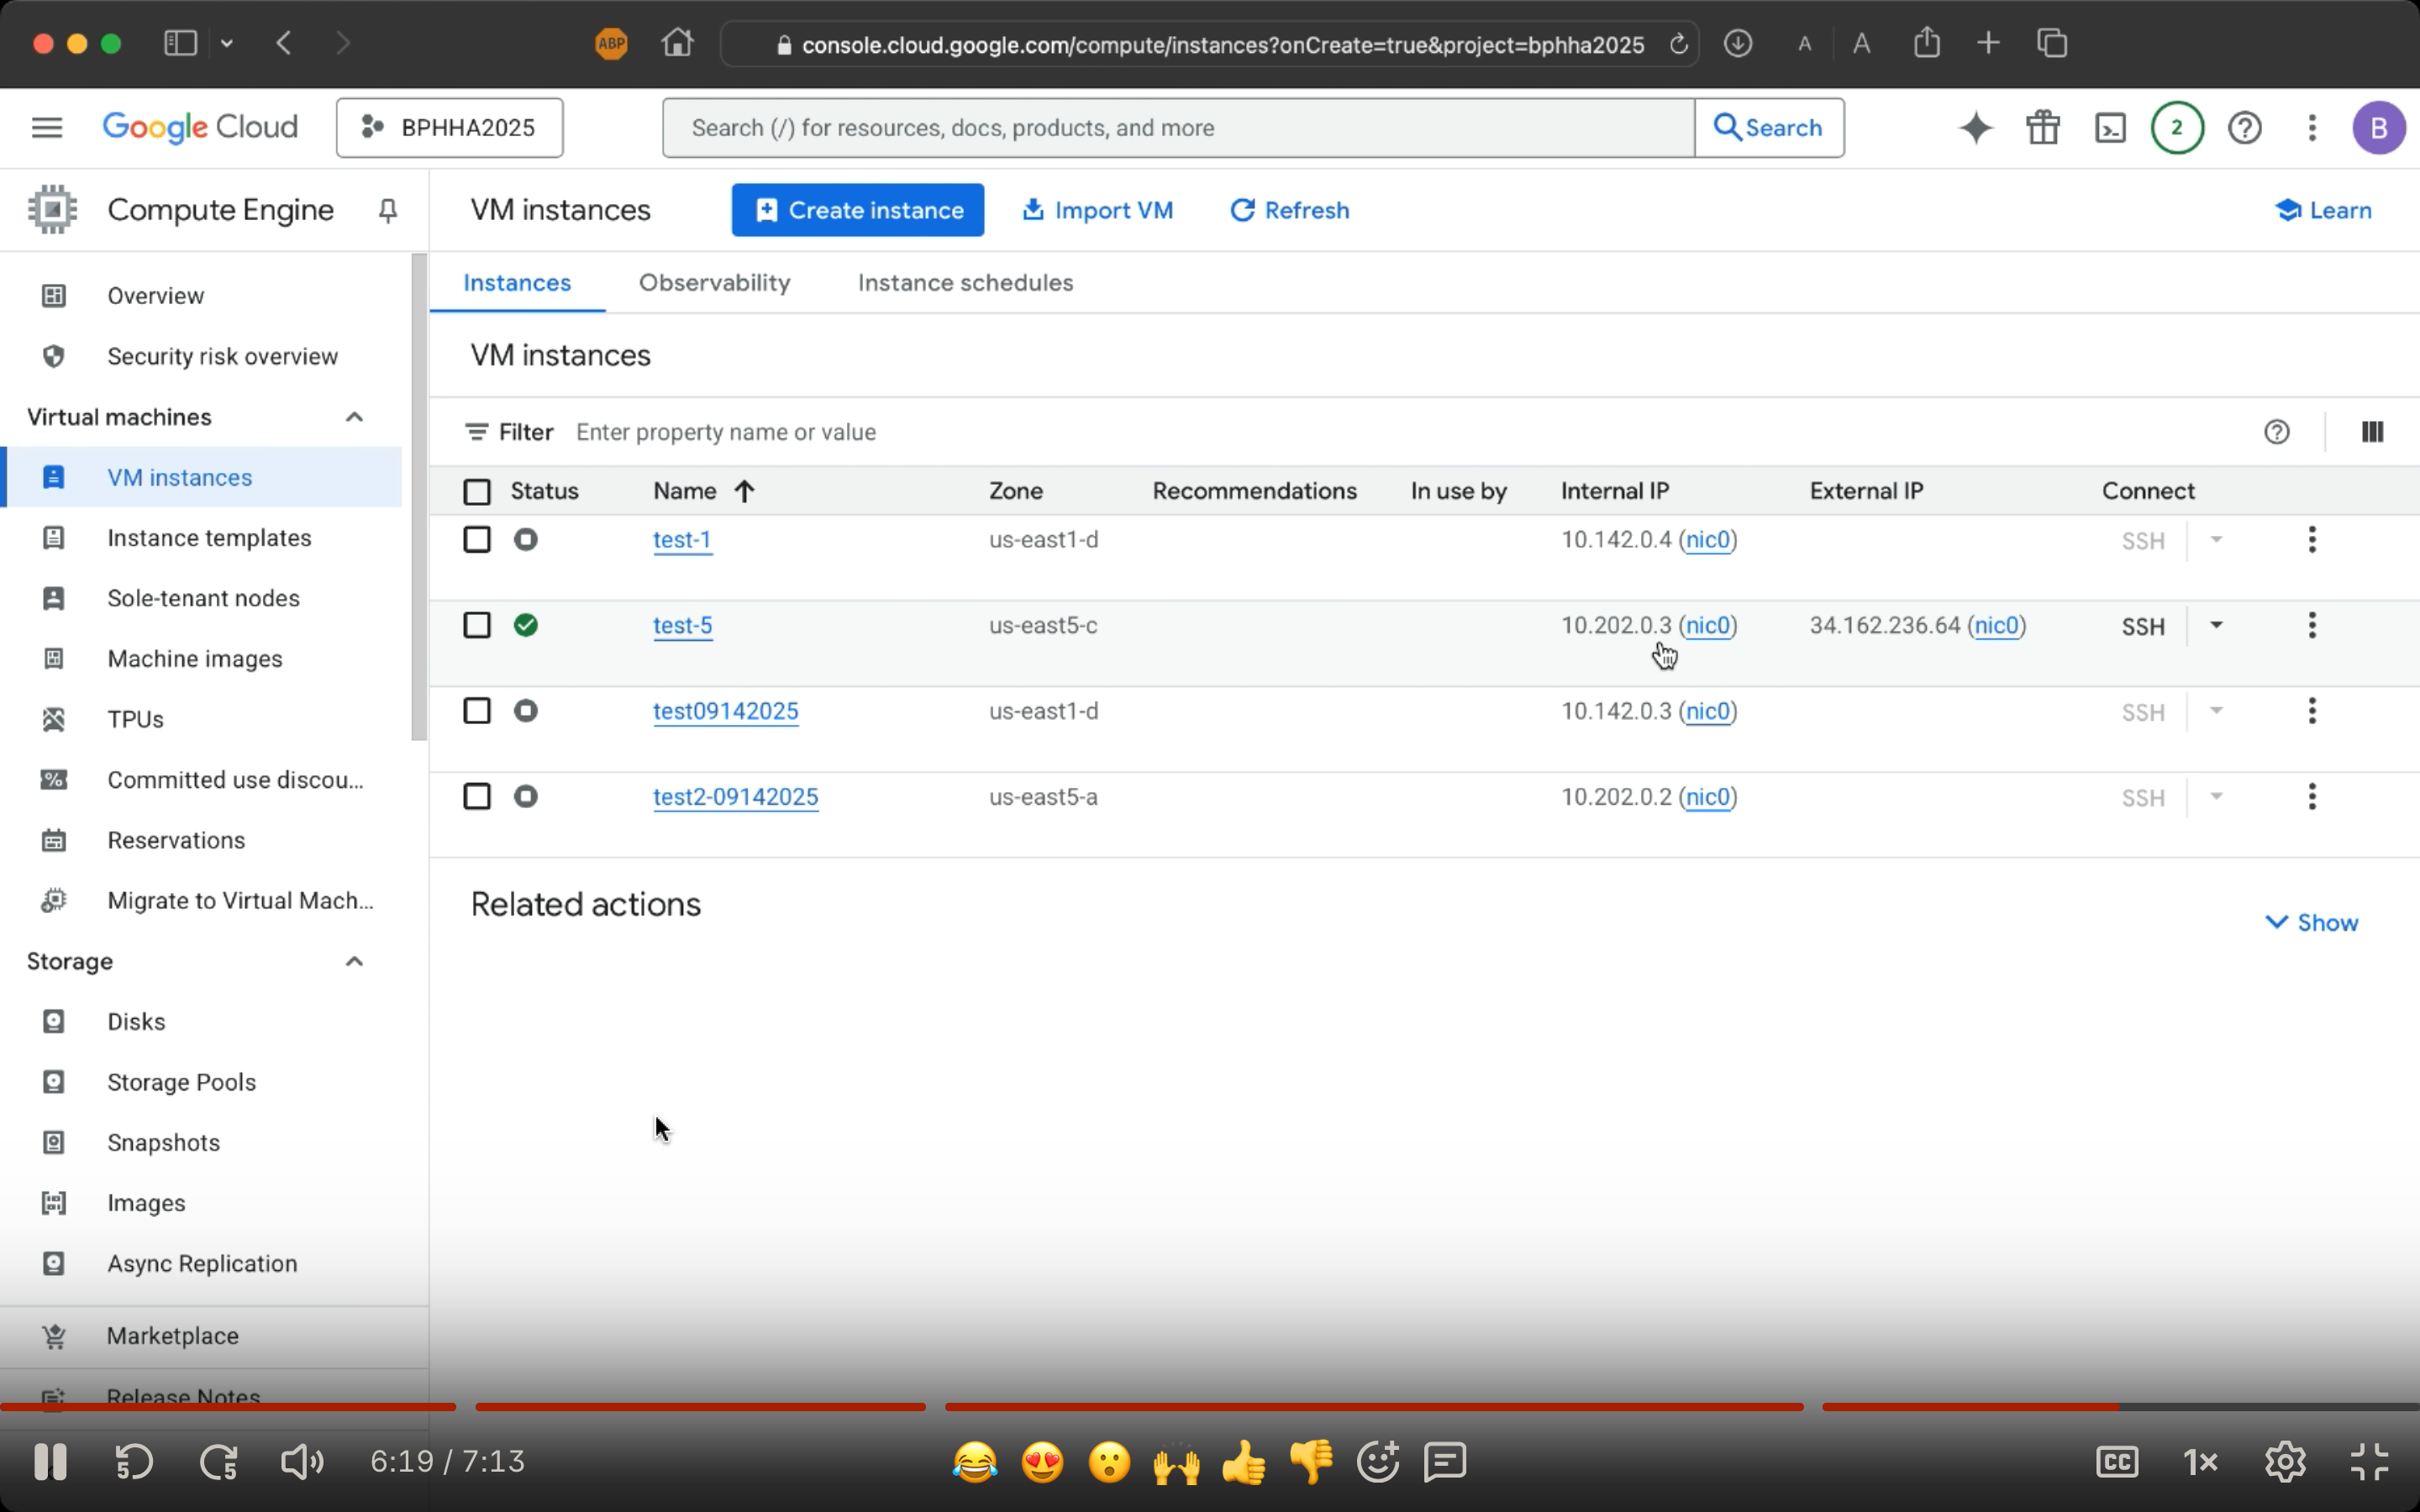 ABP
console.cloud.google.com/compute/instances?onCreate=true&project=bphha2025
A A
Google Cloud
BPHHA2025
Search (/) for resources, docs, products, and more
Search
2
B
Compute Engine
VM instances
Create instance
Import VM
Refresh
Learn
Overview
Security risk overview
Virtual machines
VM instances
Instance templates
Sole-tenant nodes
Machine images
TPUs
Committed use discou...
Reservations
Migrate to Virtual Mach...
Storage
Disks
Storage Pools
Snapshots
Images
Async Replication
Marketplace
Release Notes
Instances Observability Instance schedules
VM instances
Filter Enter property name or value
Status Name Zone Recommendations In use by Internal IP External IP Connect
test-1 us-east1-d 10.142.0.4 (nic0) SSH
test-5 us-east5-c 10.202.0.3 (nic0) 34.162.236.64 (nic0) SSH
test09142025 us-east1-d 10.142.0.3 (nic0) SSH
test2-09142025 us-east5-a 10.202.0.2 (nic0) SSH
Related actions
Show
5 5 6:19 / 7:13
CC 1×